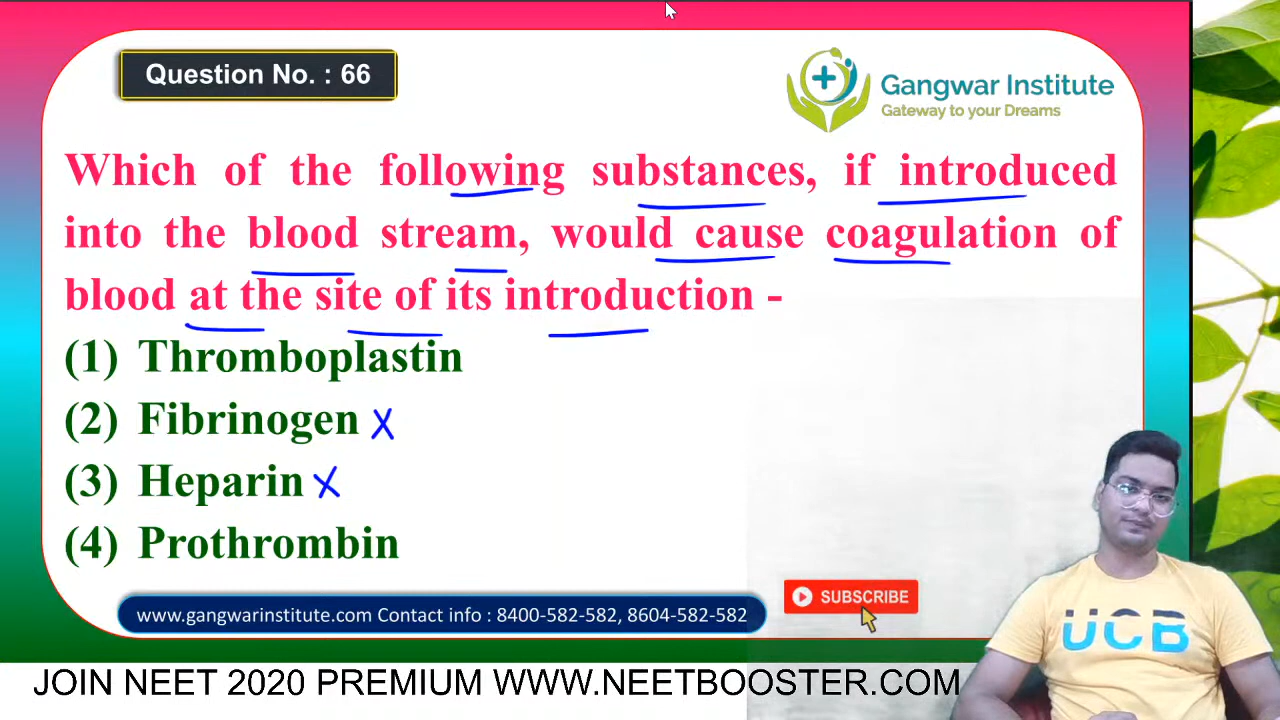 Question No. : 66
Gangwar Institute
Gateway to your Dreams
Which of the following substances, if introduced
into the blood stream, would cause coagulation of
blood at the site of its introduction -
(1) Thromboplastin
(2) Fibrinogen x
(3) Heparin x
(4) Prothrombin
SUBSCRIBE
www.gangwarinstitute.com Contact info : 8400-582-582, 8604-582-582
UCB
JOIN NEET 2020 PREMIUM WWW.NEETBOOSTER.COM